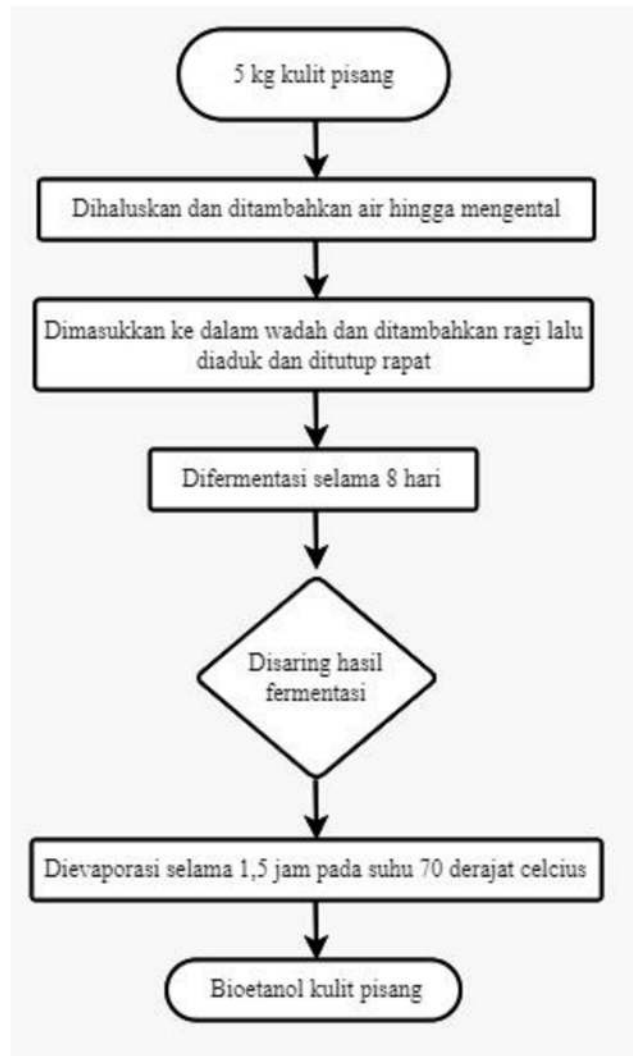 5 kg kulit pisang
Dihaluskan dan ditambahkan air hingga mengental
Dimasukkan ke dalam wadah dan ditambahkan ragi lalu
diaduk dan ditutup rapat
Difermentasi selama 8 hari
Disaring hasil
fermentasi
Dievaporasi selama 1,5 jam pada suhu 70 derajat celcius
Bioetanol kulit pisang